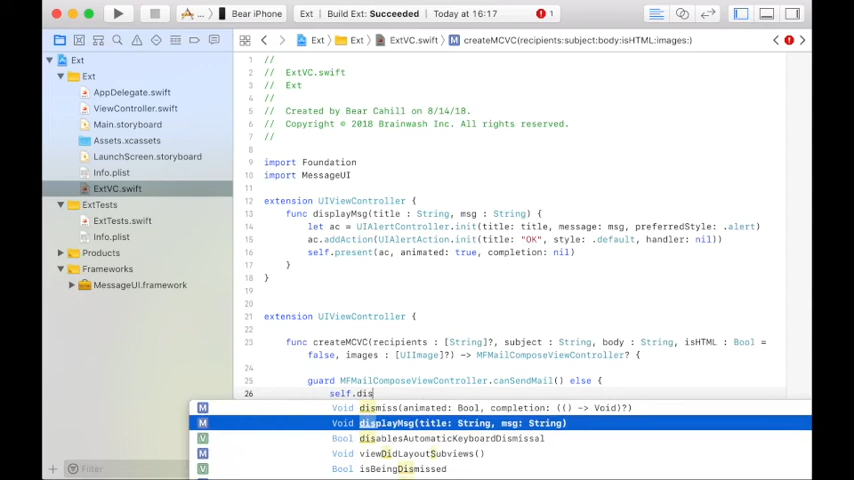 ... Bear iPhone Ext Build Ext: Succeeded Today at 16:17 1
Ext Ext ExtVC.swift M createMCVC(recipients:subject:body:isHTML:images:)
Ext
Ext
AppDelegate.swift
ViewController.swift
Main.storyboard
Assets.xcassets
LaunchScreen.storyboard
Info.plist
ExtVC.swift
ExtTests
ExtTests.swift
Info.plist
Products
Frameworks
MessageUI.framework
Filter
1 //
2 // ExtVC.swift
3 // Ext
4 //
5 // Created by Bear Cahill on 8/14/18.
6 // Copyright © 2018 Brainwash Inc. All rights reserved.
7 //
8
9 import Foundation
10 import MessageUI
11
12 extension UIViewController {
13 func displayMsg(title : String, msg : String) {
14 let ac = UIAlertController.init(title: title, message: msg, preferredStyle: .alert)
15 ac.addAction(UIAlertAction.init(title: "OK", style: .default, handler: nil))
16 self.present(ac, animated: true, completion: nil)
17 }
18 }
19
20
21 extension UIViewController {
22
23 func createMCVC(recipients : [String]?, subject : String, body : String, isHTML : Bool =
false, images : [UIImage]?) -> MFMailComposeViewController? {
24
25 guard MFMailComposeViewController.canSendMail() else {
26 self.dis
M Void dismiss(animated: Bool, completion: (() -> Void)?)
M Void displayMsg(title: String, msg: String)
V Bool disablesAutomaticKeyboardDismissal
M Void viewDidLayoutSubviews()
V Bool isBeingDismissed